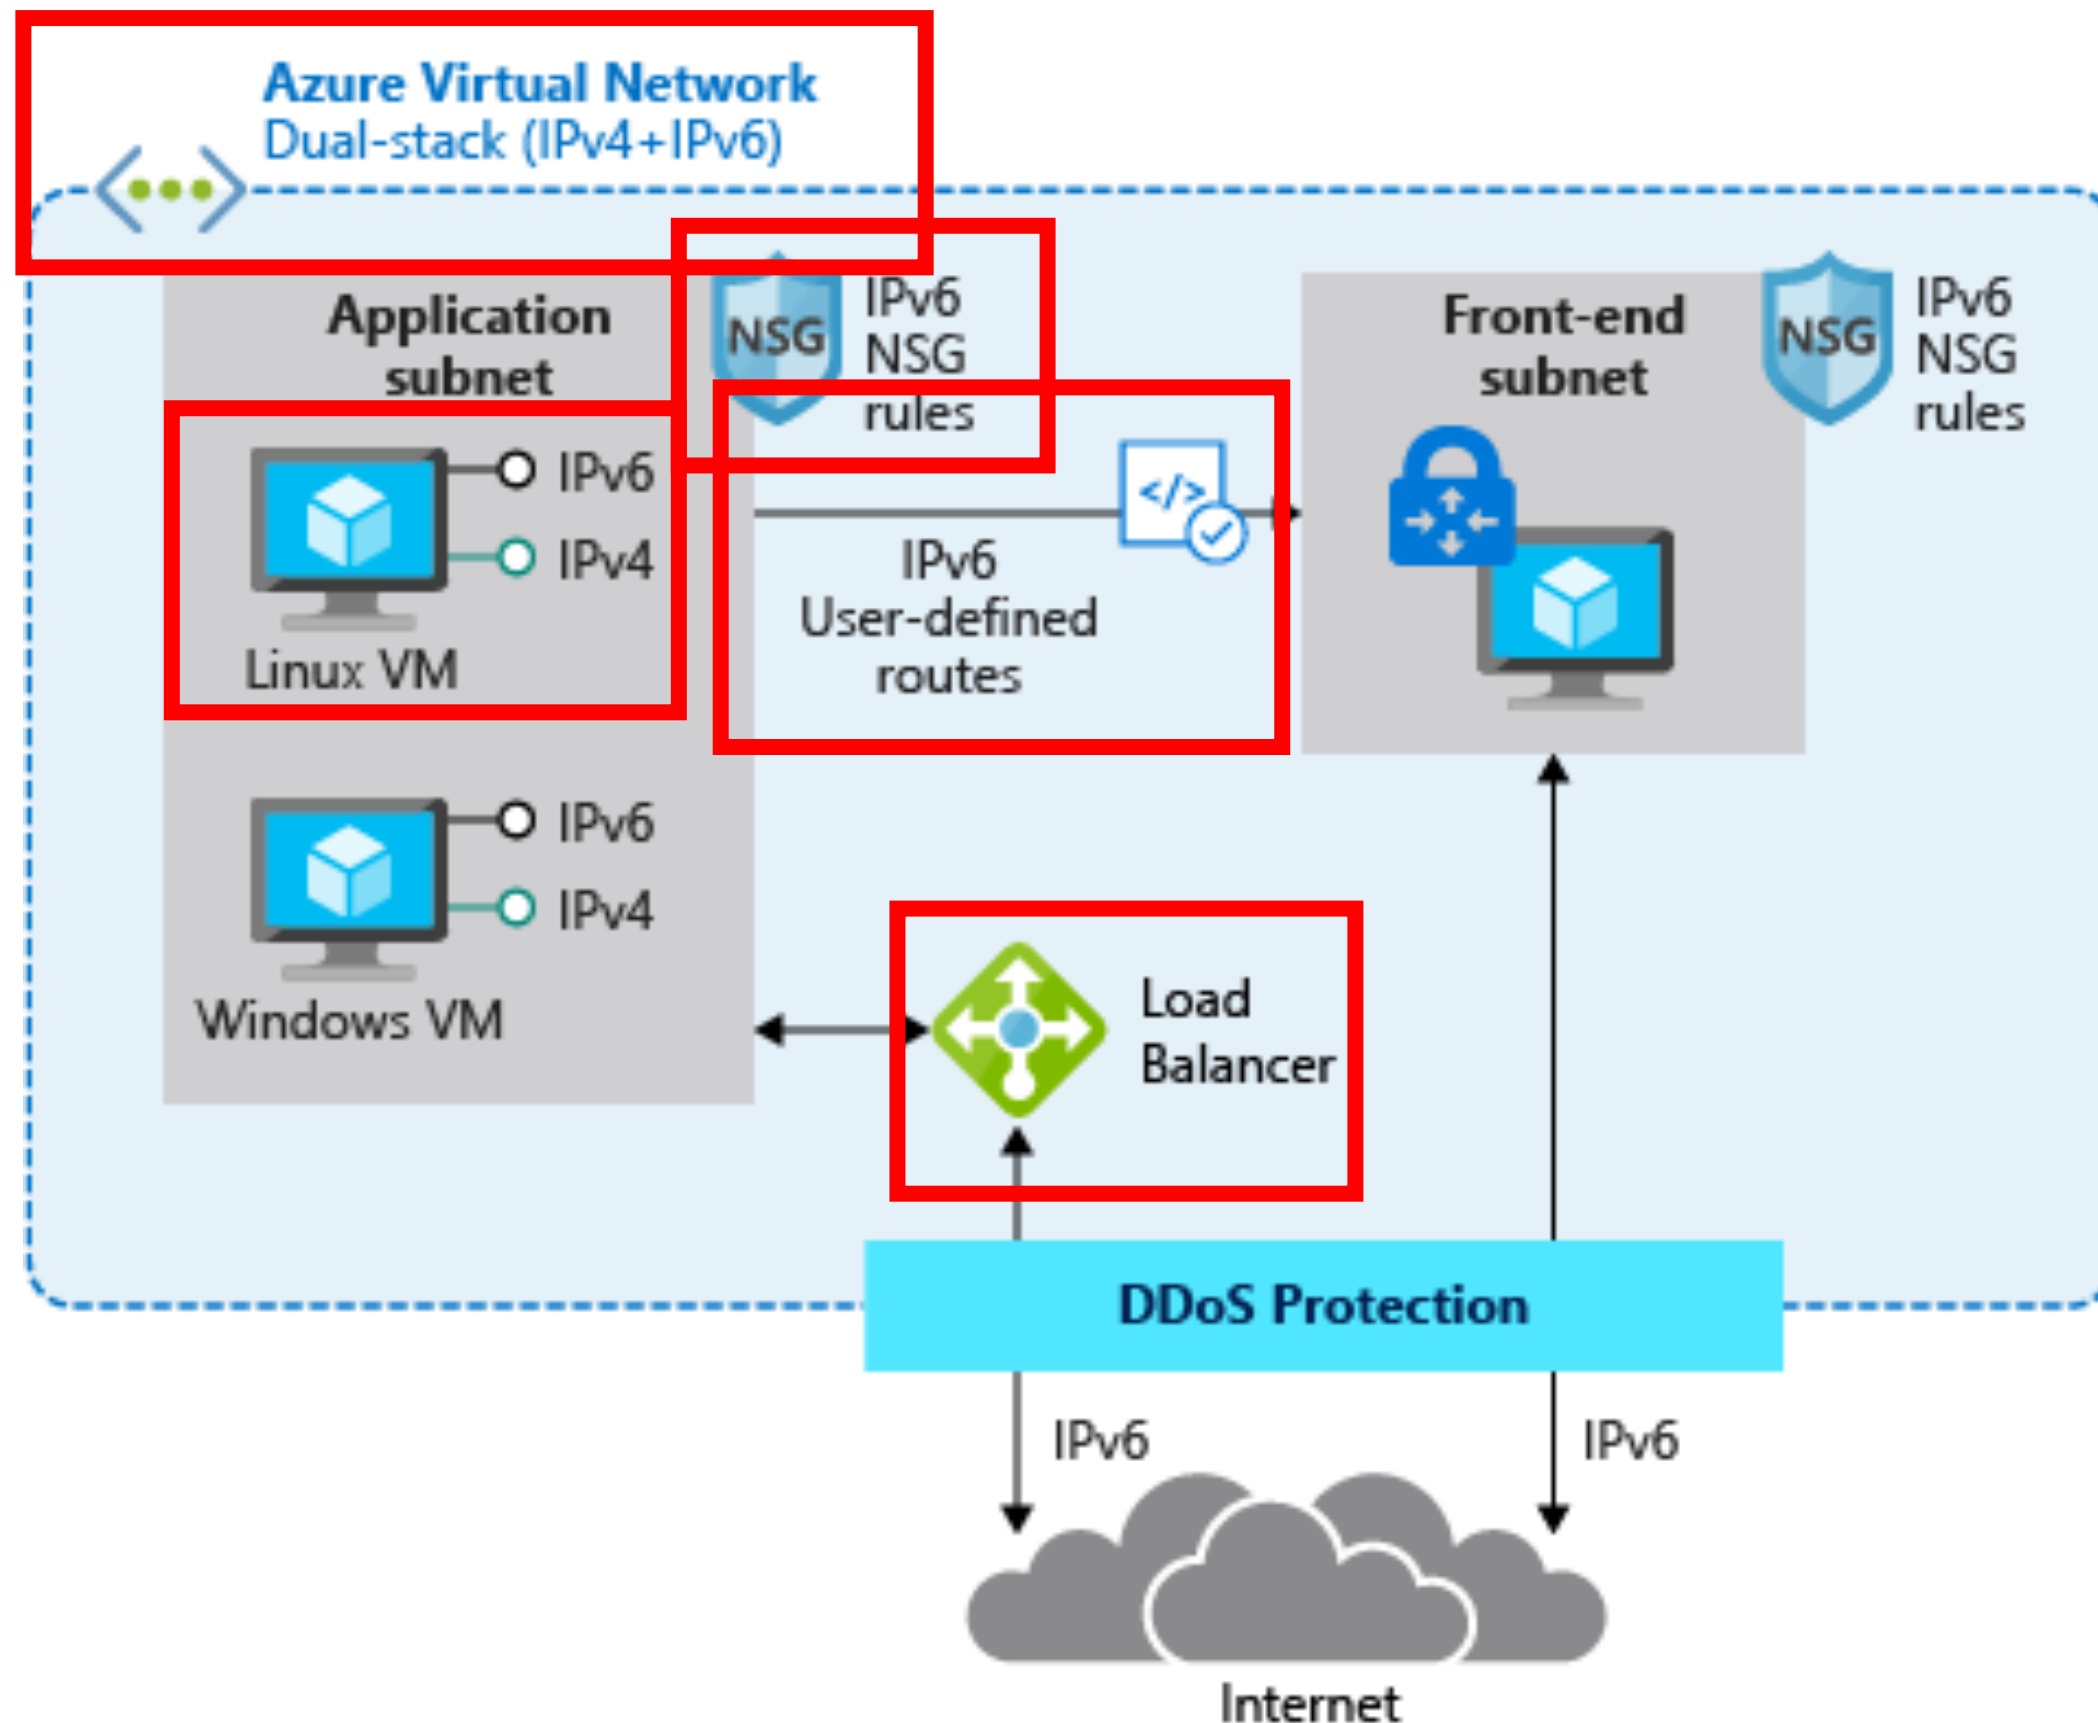 Azure Virtual Network
Dual-stack (IPv4+IPv6)
Application
subnet
NSG
IPv6
NSG
rules
Front-end
subnet
NSG
IPv6
NSG
rules
IPv6
IPv4
Linux VM
</>
IPv6
User-defined
routes
IPv6
IPv4
Windows VM
Load
Balancer
DDoS Protection
IPv6
IPv6
Internet